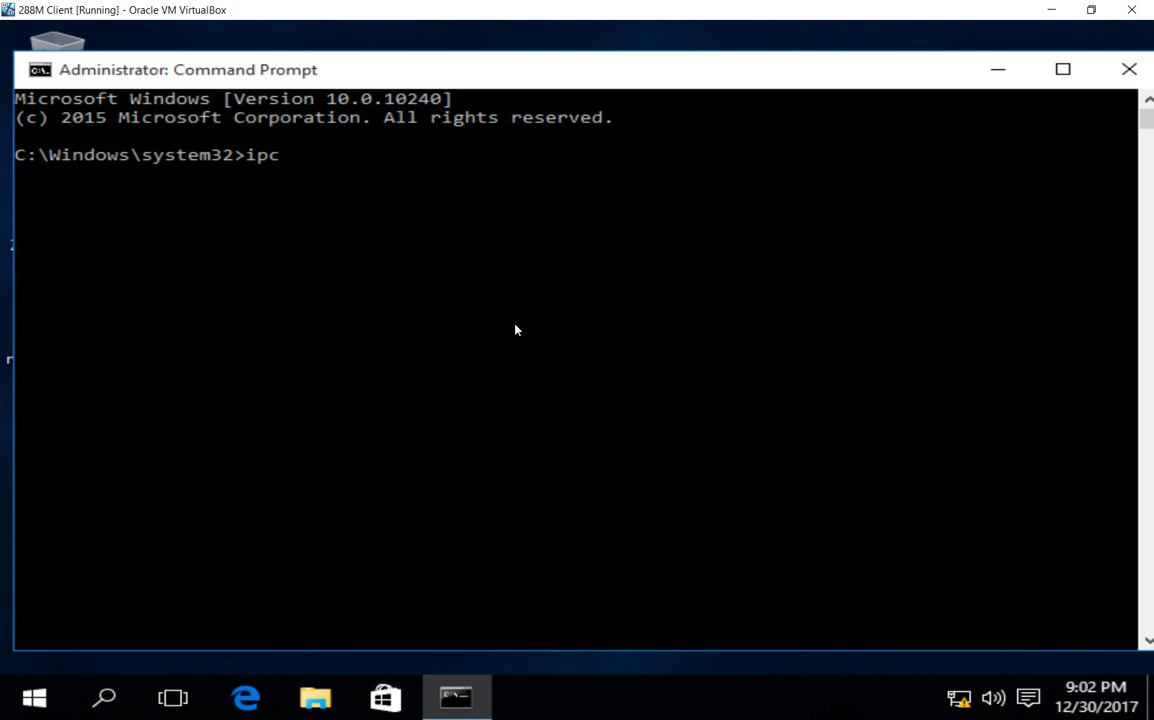 288M Client [Running] - Oracle VM VirtualBox
Administrator: Command Prompt
Microsoft Windows [Version 10.0.10240]
(c) 2015 Microsoft Corporation. All rights reserved.
C:\Windows\system32>ipc
9:02 PM
12/30/2017